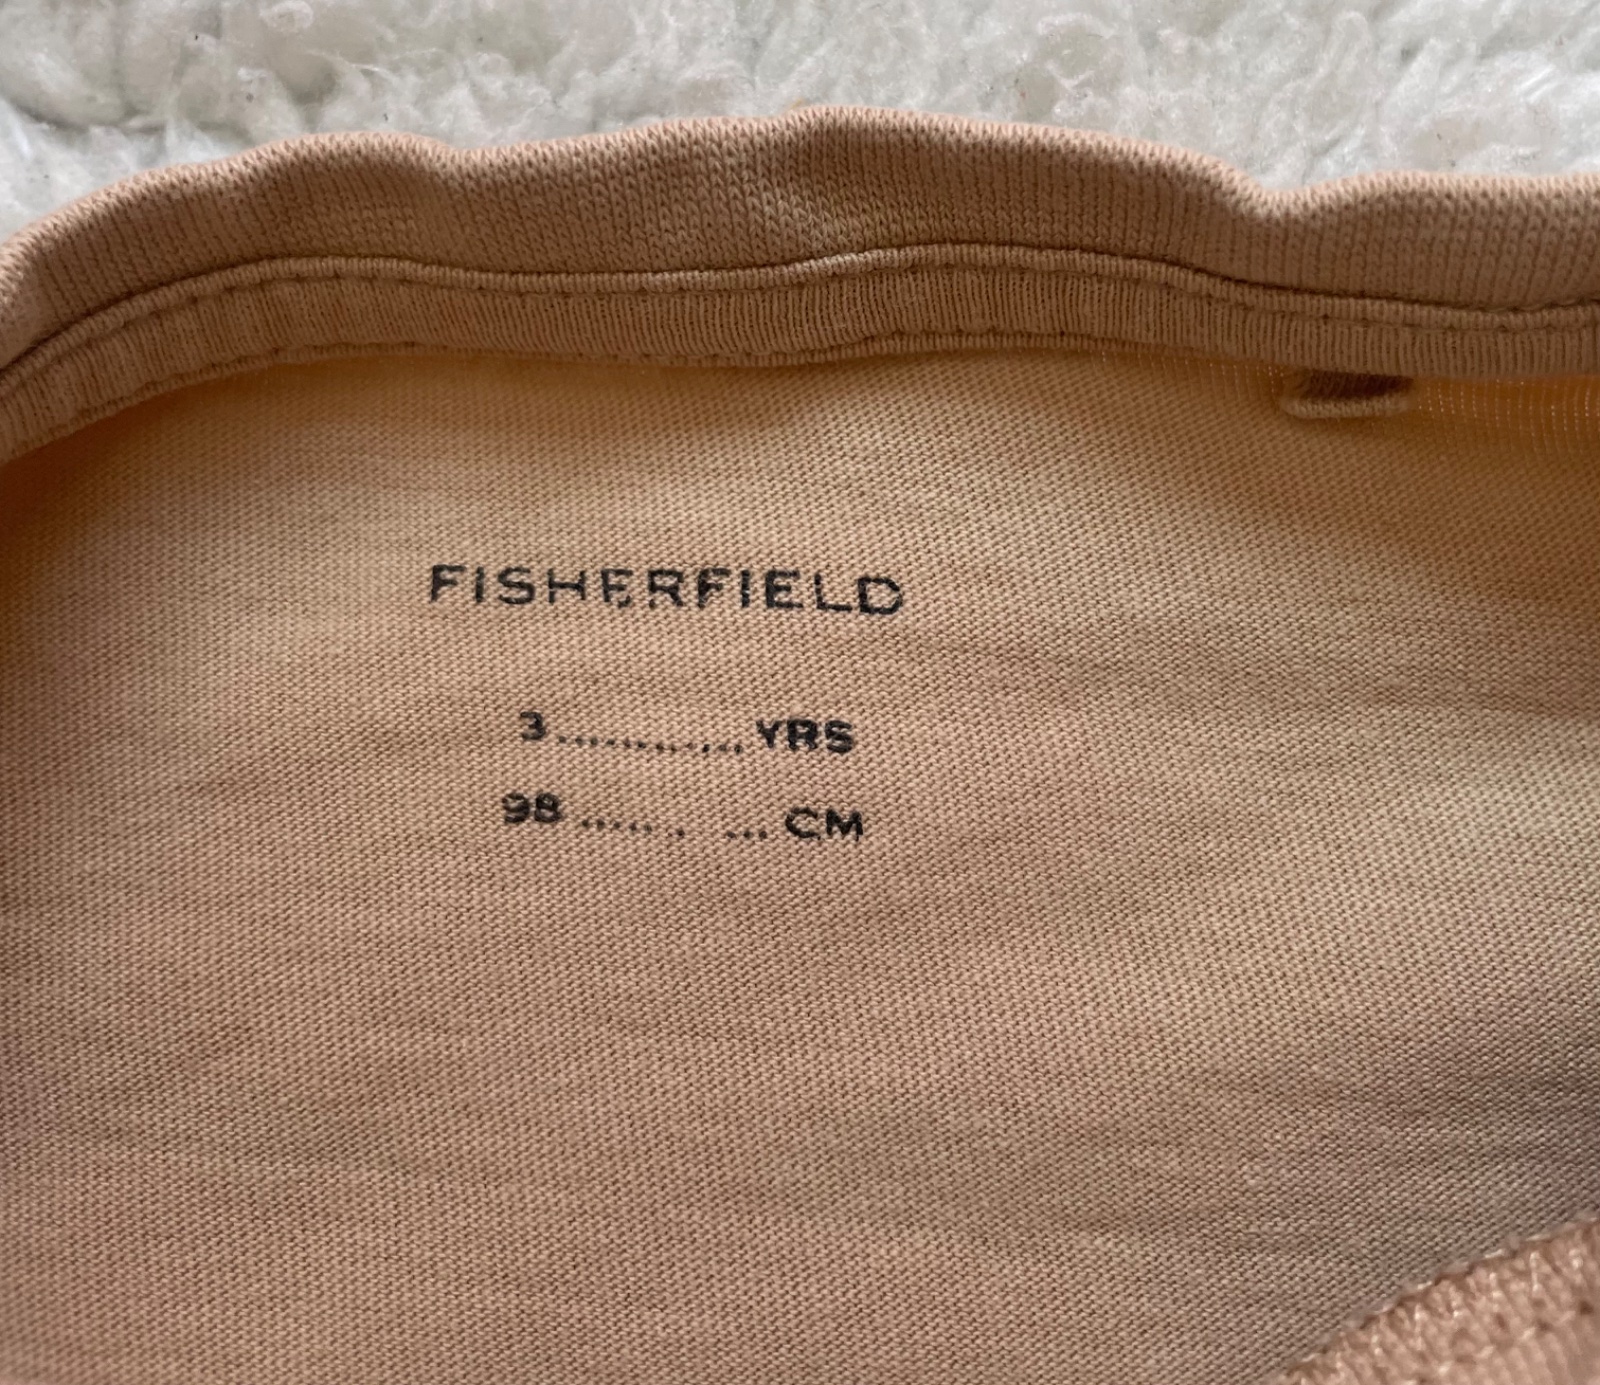 FISHERFIELD
3............... YRS
98....... ... CM